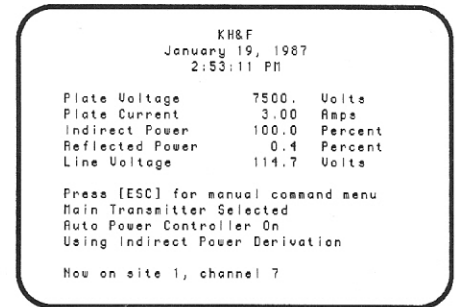 KH&F
January 19, 1987
2:53:11 PM
Plate Voltage 7500. Volts
Plate Current 3.00 Amps
Indirect Power 100.0 Percent
Reflected Power 0.4 Percent
Line Voltage 114.7 Volts
Press [ESC] for manual command menu
Main Transmitter Selected
Auto Power Controller On
Using Indirect Power Derivation
Now on site 1, channel 7